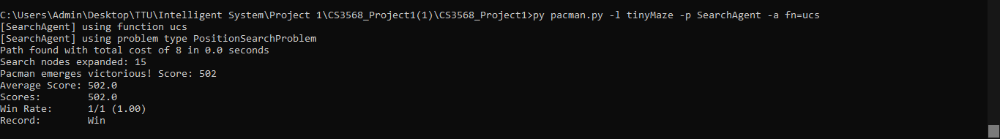 C:\Users\Admin\Desktop\TTU\Intelligent System\Project 1\CS3568_Project1(1)\CS3568_Project1>py pacman.py -l tinyMaze -p SearchAgent -a fn=ucs
[SearchAgent] using function ucs
[SearchAgent] using problem type PositionSearchProblem
Path found with total cost of 8 in 0.0 seconds
Search nodes expanded: 15
Pacman emerges victorious! Score: 502
Average Score: 502.0
Scores:        502.0
Win Rate:      1/1 (1.00)
Record:        Win